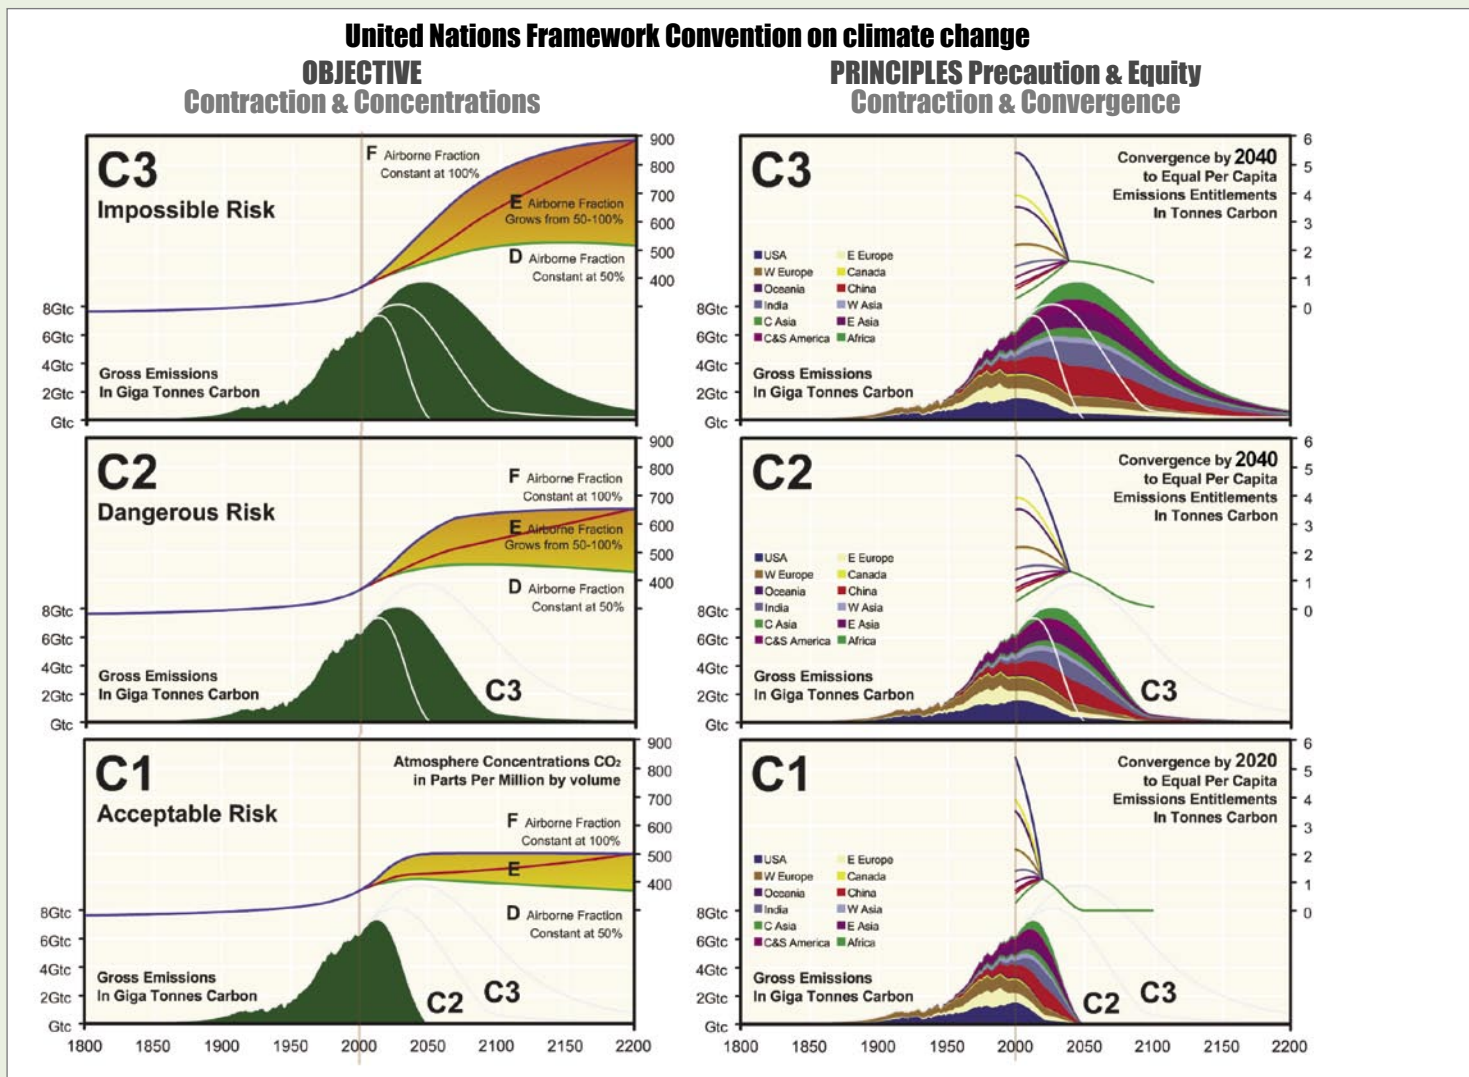 United Nations Framework Convention on climate change
OBJECTIVE
Contraction & Concentrations
PRINCIPLES Precaution & Equity
Contraction & Convergence
C3
Impossible Risk
F Airborne Fraction
Constant at 100%
E Airborne Fraction
Grows from 50-100%
D Airborne Fraction
Constant at 50%
900
800
700
600
500
400
8Gtc
6Gtc
4Gtc
2Gtc
Gtc
Gross Emissions
In Giga Tonnes Carbon
C3
Convergence by 2040
to Equal Per Capita
Emissions Entitlements
In Tonnes Carbon
USA E Europe
W Europe Canada
Oceania China
India W Asia
C Asia E Asia
C&S America Africa
6
5
4
3
2
1
0
8Gtc
6Gtc
4Gtc
2Gtc
Gtc
Gross Emissions
In Giga Tonnes Carbon
C2
Dangerous Risk
F Airborne Fraction
Constant at 100%
E Airborne Fraction
Grows from 50-100%
D Airborne Fraction
Constant at 50%
900
800
700
600
500
400
8Gtc
6Gtc
4Gtc
2Gtc
Gtc
Gross Emissions
In Giga Tonnes Carbon
C3
C2
Convergence by 2040
to Equal Per Capita
Emissions Entitlements
In Tonnes Carbon
USA E Europe
W Europe Canada
Oceania China
India W Asia
C Asia E Asia
C&S America Africa
6
5
4
3
2
1
0
8Gtc
6Gtc
4Gtc
2Gtc
Gtc
Gross Emissions
In Giga Tonnes Carbon
C3
C1
Acceptable Risk
Atmosphere Concentrations CO₂
in Parts Per Million by volume
F Airborne Fraction
Constant at 100%
E
D Airborne Fraction
Constant at 50%
900
800
700
600
500
400
8Gtc
6Gtc
4Gtc
2Gtc
Gtc
Gross Emissions
In Giga Tonnes Carbon
C2 C3
1800 1850 1900 1950 2000 2050 2100 2150 2200
C1
Convergence by 2020
to Equal Per Capita
Emissions Entitlements
In Tonnes Carbon
USA E Europe
W Europe Canada
Oceania China
India W Asia
C Asia E Asia
C&S America Africa
6
5
4
3
2
1
0
8Gtc
6Gtc
4Gtc
2Gtc
Gtc
Gross Emissions
In Giga Tonnes Carbon
C2 C3
1800 1850 1900 1950 2000 2050 2100 2150 2200